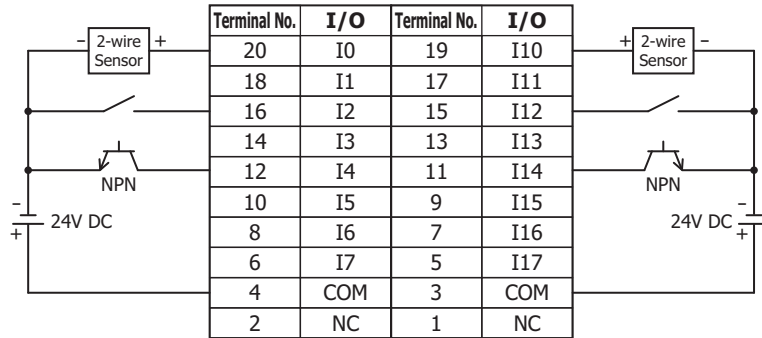 Terminal No. I/O Terminal No. I/O
– 2-wire Sensor + 20 I0 19 I10 + 2-wire Sensor –
18 I1 17 I11
16 I2 15 I12
14 I3 13 I13
12 I4 11 I14
NPN NPN
10 I5 9 I15
– 24V DC + 8 I6 7 I16 – 24V DC +
6 I7 5 I17
4 COM 3 COM
2 NC 1 NC